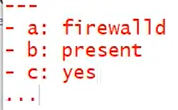 ---
- a: firewalld
- b: present
- c: yes
...